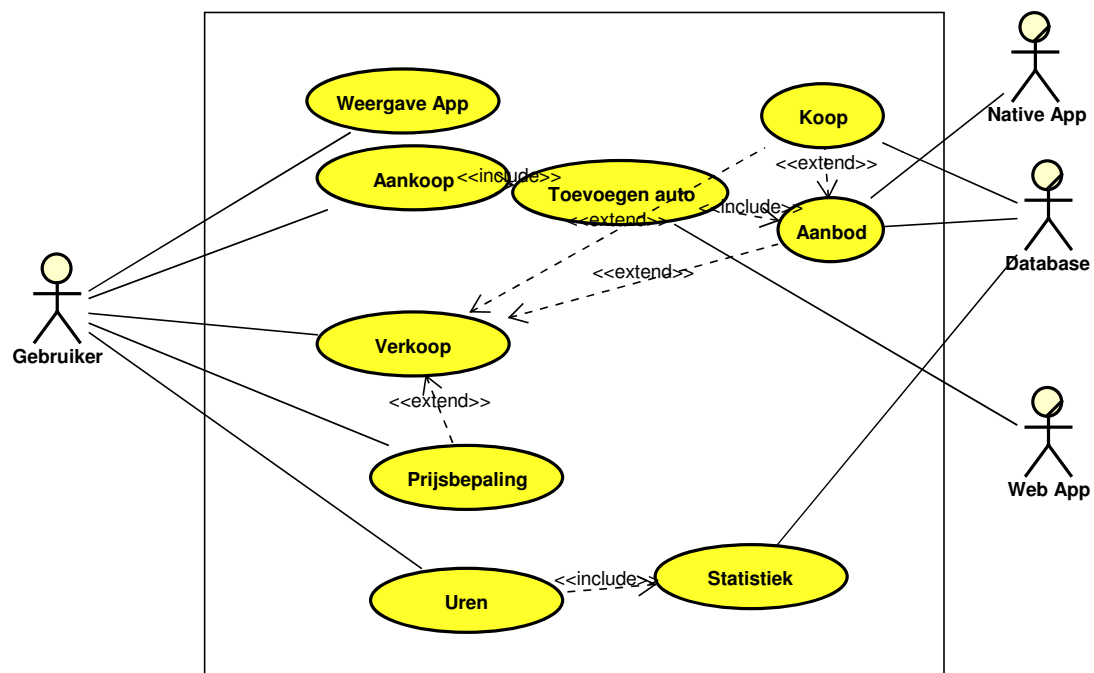 Weergave App
Koop
Native App
<<extend>>
Aankoop
<<include>>
Toevoegen auto
<<include>>
<<extend>>
Aanbod
Database
<<extend>>
Verkoop
Gebruiker
<<extend>>
Prijsbepaling
Web App
<<include>>
Statistiek
Uren